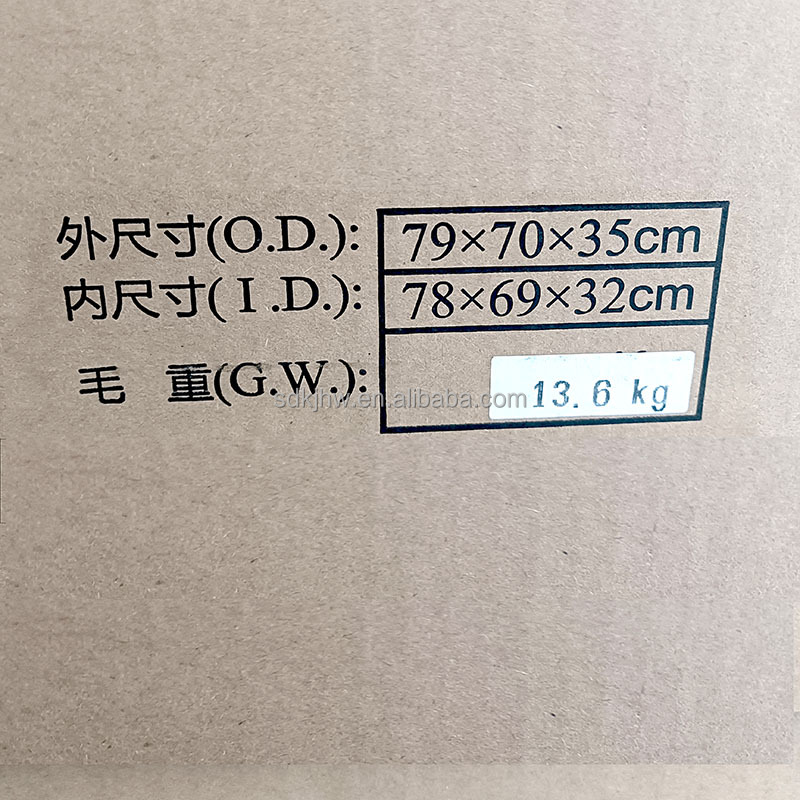 外尺寸(O.D.): 79×70×35cm
内尺寸(I.D.): 78×69×32cm
毛 重(G.W.): 13.6 kg
sdkjhw.en.alibaba.com